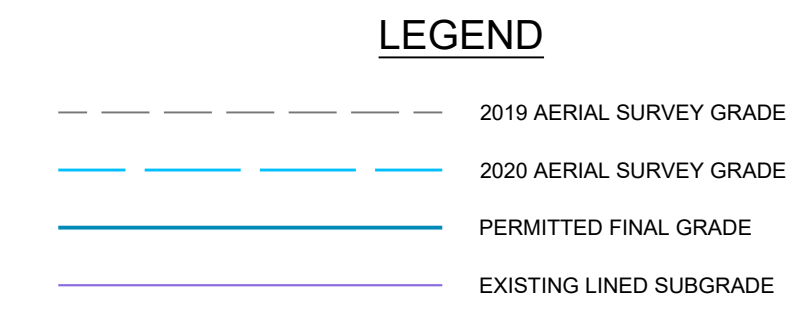 LEGEND
2019 AERIAL SURVEY GRADE
2020 AERIAL SURVEY GRADE
PERMITTED FINAL GRADE
EXISTING LINED SUBGRADE